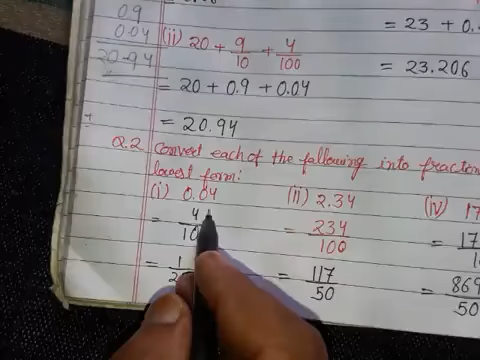 0.9
0.04
20.94
= 23 + 0.
(ii) 20 + 9/10 + 4/100
= 23.206
= 20 + 0.9 + 0.04
= 20.94
Q.2 Convert each of the following into fraction
lowest form:
(i) 0.04 (ii) 2.34 (iv) 17
= 4/10 = 234/100 = 17
= 1/2 = 117/50 = 869/50